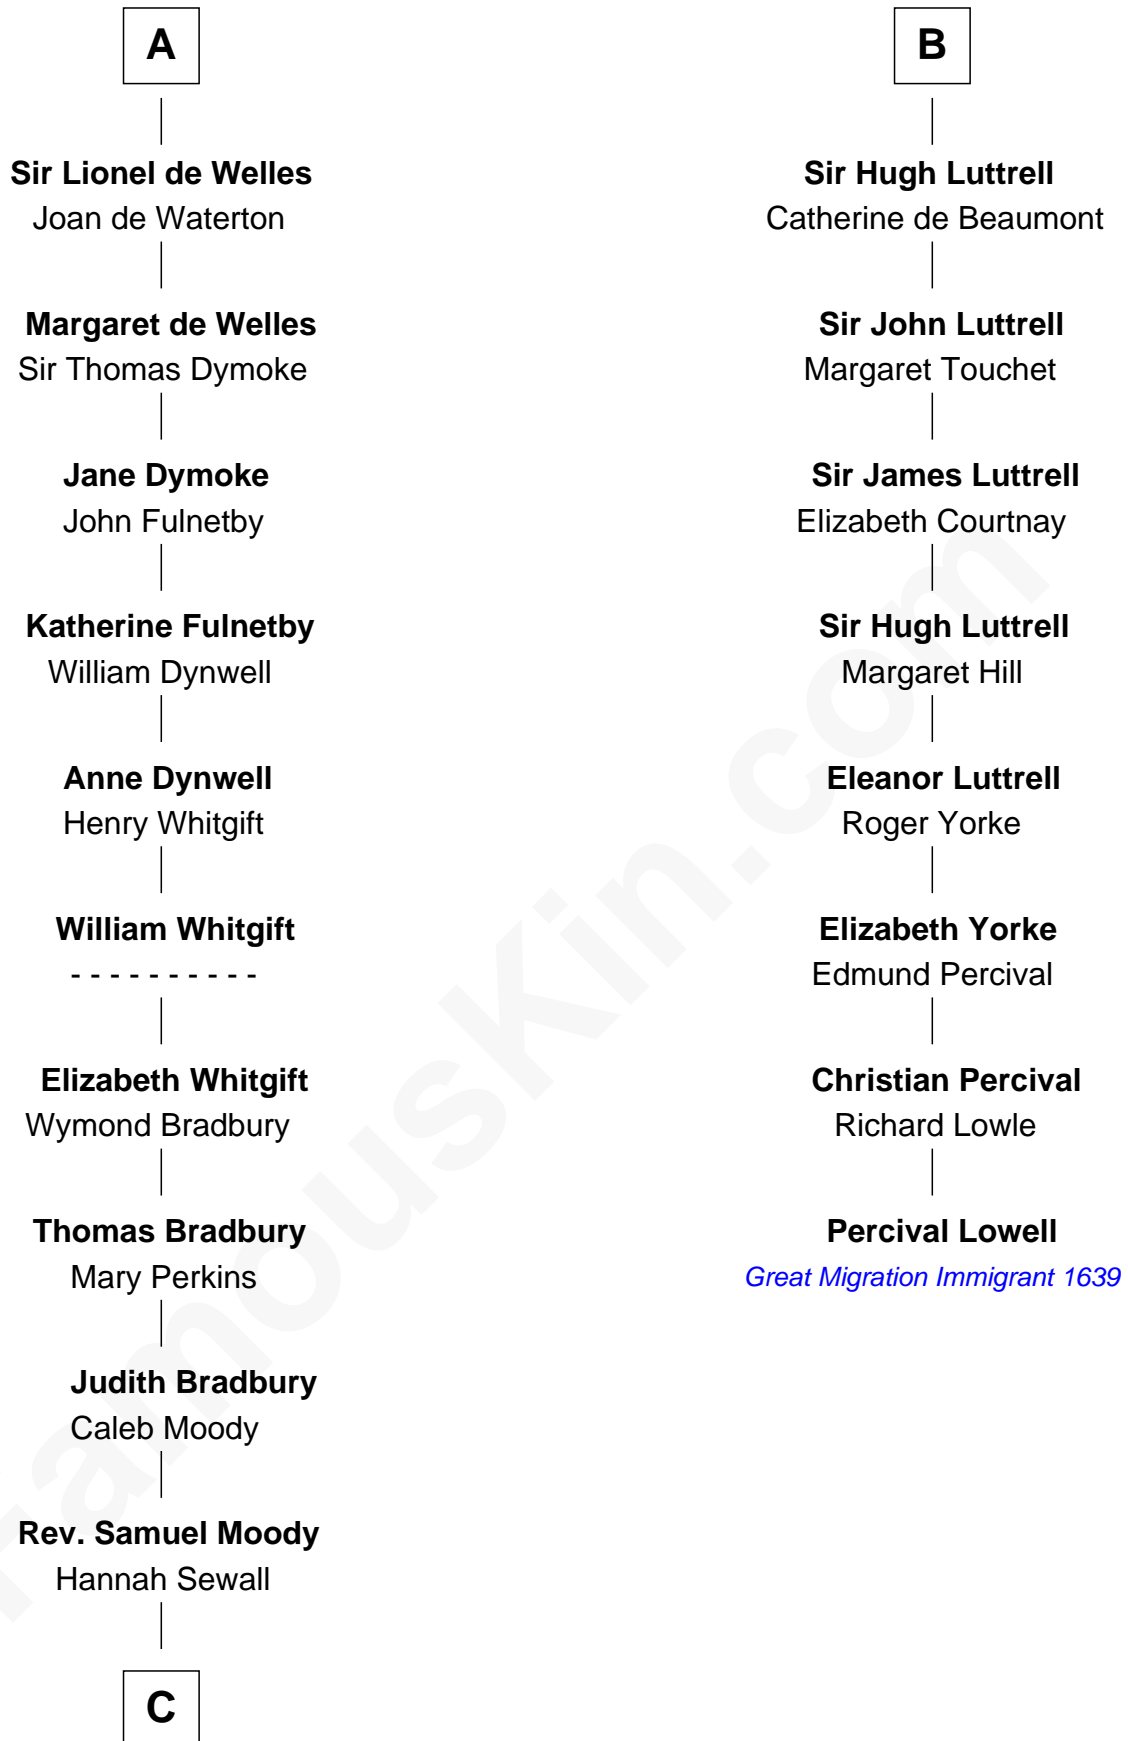 A
Sir Lionel de Welles
Joan de Waterton
Margaret de Welles
Sir Thomas Dymoke
Jane Dymoke
John Fulnetby
Katherine Fulnetby
William Dynwell
Anne Dynwell
Henry Whitgift
William Whitgift
- - - - - - - - - -
Elizabeth Whitgift
Wymond Bradbury
Thomas Bradbury
Mary Perkins
Judith Bradbury
Caleb Moody
Rev. Samuel Moody
Hannah Sewall
C
B
Sir Hugh Luttrell
Catherine de Beaumont
Sir John Luttrell
Margaret Touchet
Sir James Luttrell
Elizabeth Courtnay
Sir Hugh Luttrell
Margaret Hill
Eleanor Luttrell
Roger Yorke
Elizabeth Yorke
Edmund Percival
Christian Percival
Richard Lowle
Percival Lowell
Great Migration Immigrant 1639
FamousKin.com